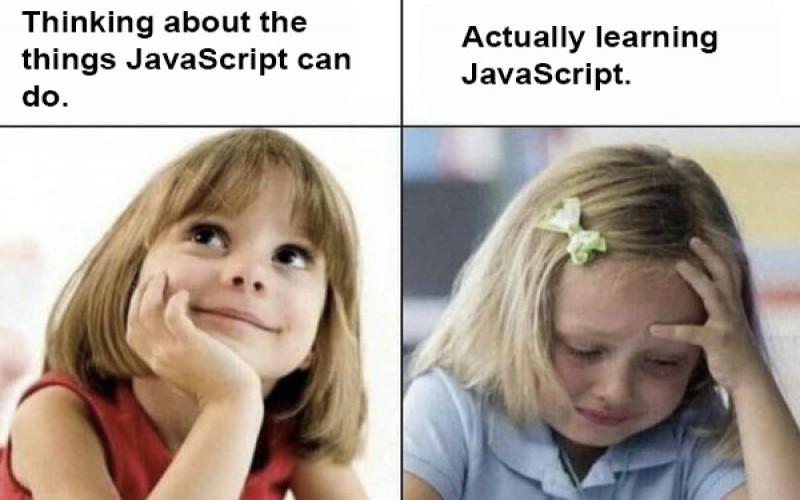 Thinking about the
things JavaScript can
do.
Actually learning
JavaScript.